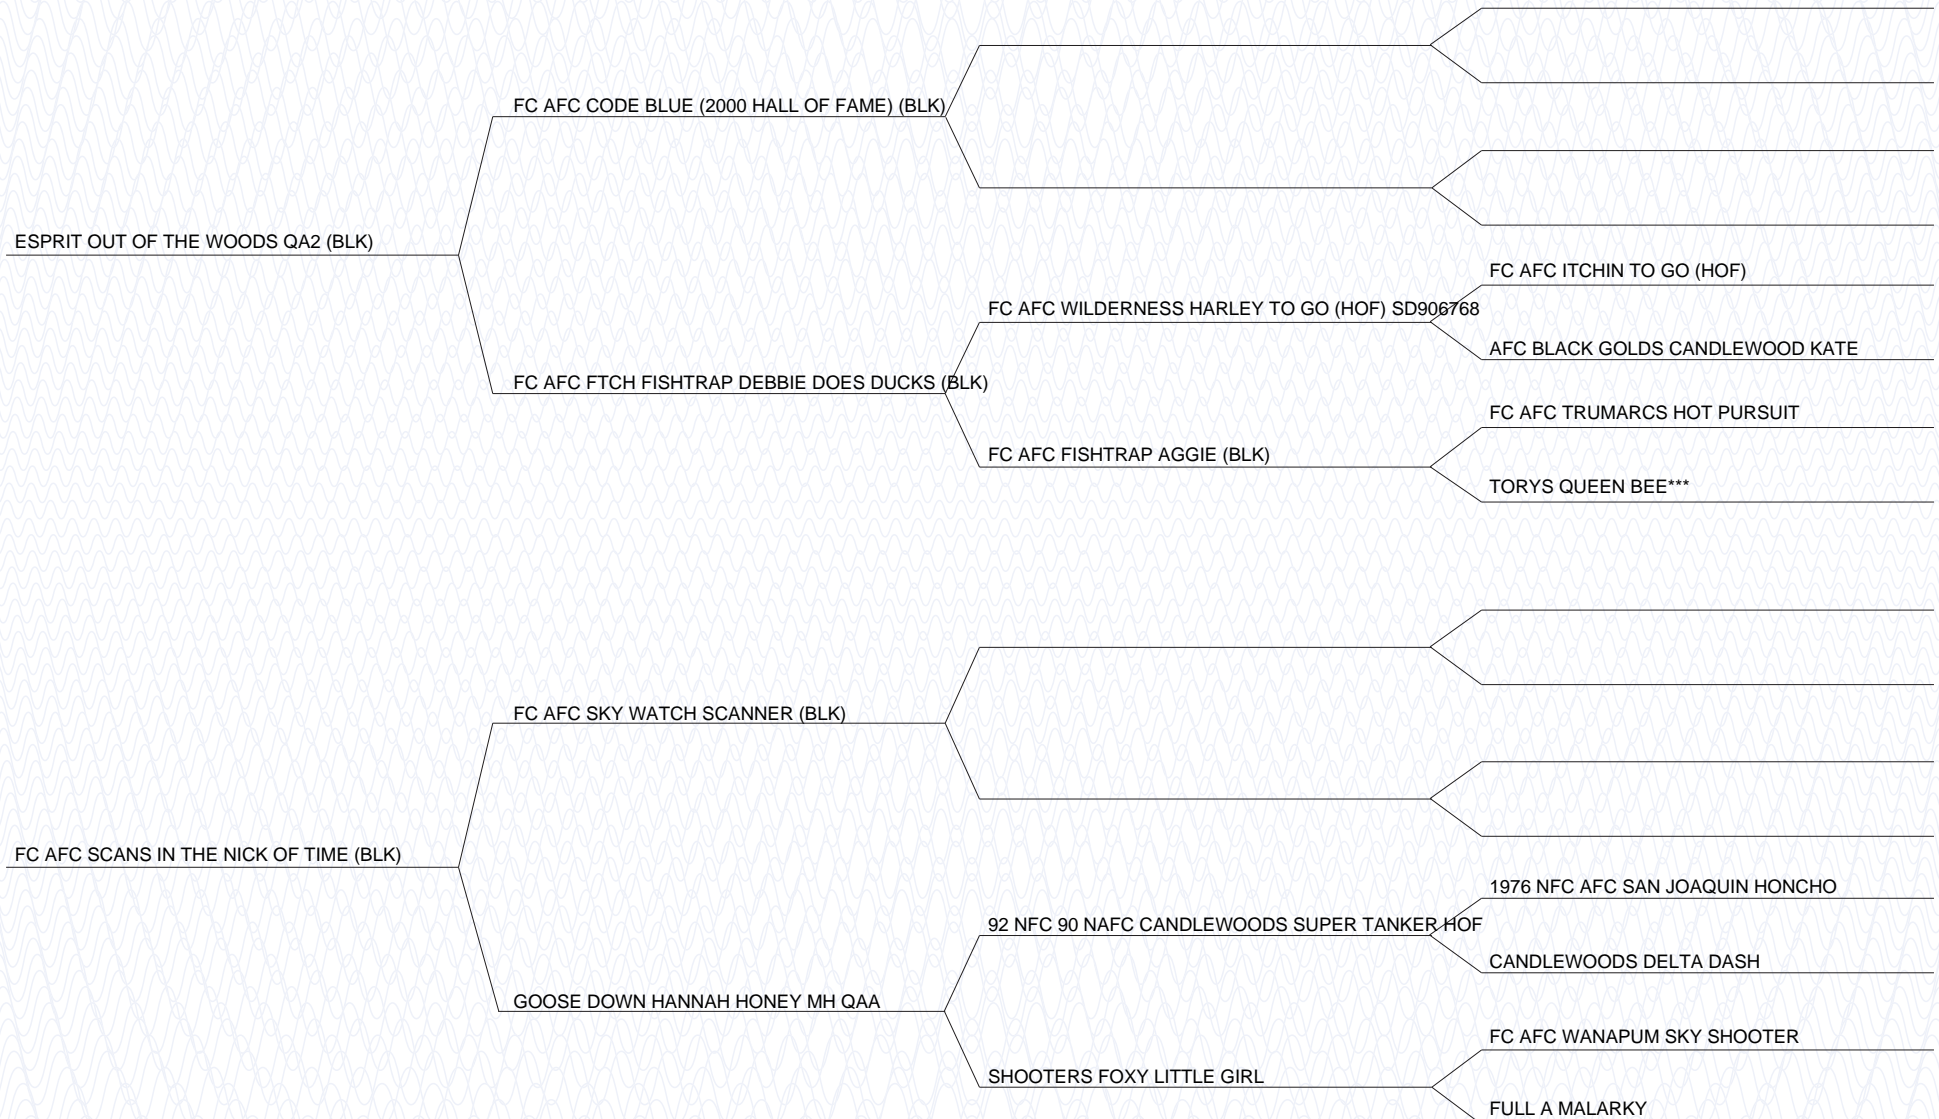 FC AFC CODE BLUE (2000 HALL OF FAME) (BLK)
ESPRIT OUT OF THE WOODS QA2 (BLK)
FC AFC ITCHIN TO GO (HOF)
FC AFC WILDERNESS HARLEY TO GO (HOF) SD906768
AFC BLACK GOLDS CANDLEWOOD KATE
FC AFC FTCH FISHTRAP DEBBIE DOES DUCKS (BLK)
FC AFC TRUMARCS HOT PURSUIT
FC AFC FISHTRAP AGGIE (BLK)
TORYS QUEEN BEE***
FC AFC SKY WATCH SCANNER (BLK)
FC AFC SCANS IN THE NICK OF TIME (BLK)
1976 NFC AFC SAN JOAQUIN HONCHO
92 NFC 90 NAFC CANDLEWOODS SUPER TANKER HOF
CANDLEWOODS DELTA DASH
GOOSE DOWN HANNAH HONEY MH QAA
FC AFC WANAPUM SKY SHOOTER
SHOOTERS FOXY LITTLE GIRL
FULL A MALARKY